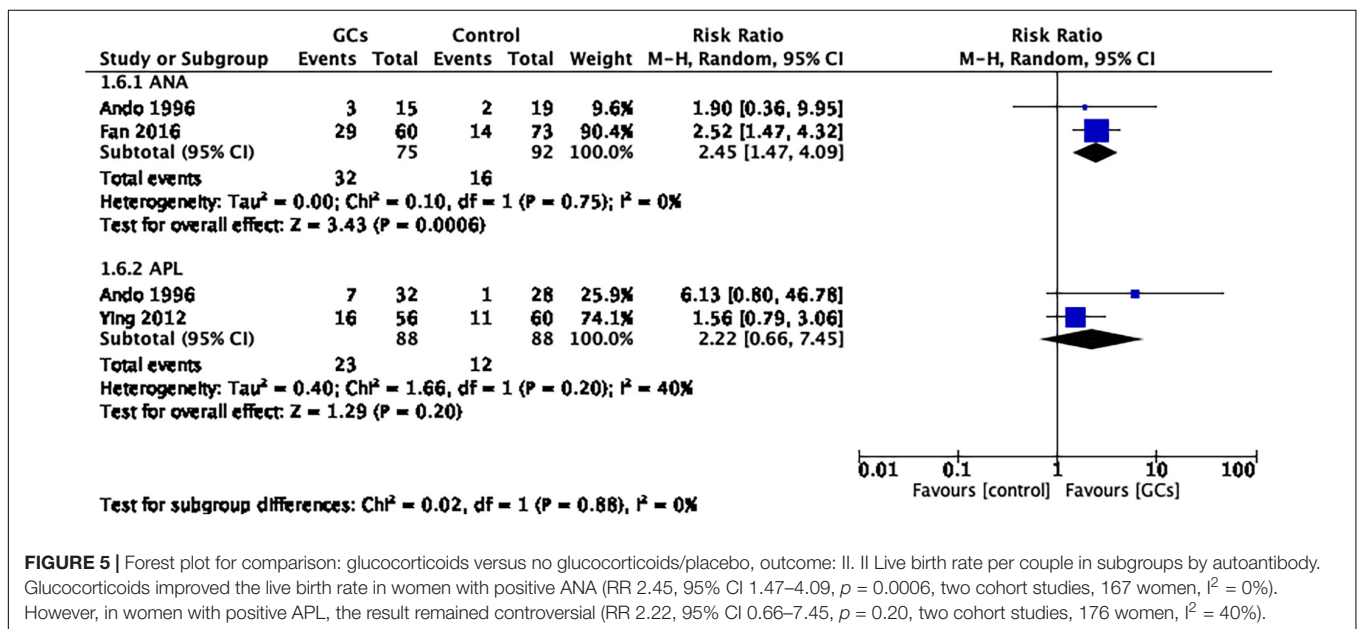 GCs Control Risk Ratio Risk Ratio
Study or Subgroup Events Total Events Total Weight M-H, Random, 95% CI M-H, Random, 95% CI
1.6.1 ANA
Ando 1996 3 15 2 19 9.6% 1.90 [0.36, 9.95]
Fan 2016 29 60 14 73 90.4% 2.52 [1.47, 4.32]
Subtotal (95% CI) 75 92 100.0% 2.45 [1.47, 4.09]
Total events 32 16
Heterogeneity: Tau² = 0.00; Chi² = 0.10, df = 1 (P = 0.75); I² = 0%
Test for overall effect: Z = 3.43 (P = 0.0006)
1.6.2 APL
Ando 1996 7 32 1 28 25.9% 6.13 [0.80, 46.78]
Ying 2012 16 56 11 60 74.1% 1.56 [0.79, 3.06]
Subtotal (95% CI) 88 88 100.0% 2.22 [0.66, 7.45]
Total events 23 12
Heterogeneity: Tau² = 0.40; Chi² = 1.66, df = 1 (P = 0.20); I² = 40%
Test for overall effect: Z = 1.29 (P = 0.20)
0.01 0.1 1 10 100
Favours [control] Favours [GCs]
Test for subgroup differences: Chi² = 0.02, df = 1 (P = 0.88), I² = 0%
FIGURE 5 | Forest plot for comparison: glucocorticoids versus no glucocorticoids/placebo, outcome: II. II Live birth rate per couple in subgroups by autoantibody.
Glucocorticoids improved the live birth rate in women with positive ANA (RR 2.45, 95% CI 1.47–4.09, p = 0.0006, two cohort studies, 167 women, I² = 0%).
However, in women with positive APL, the result remained controversial (RR 2.22, 95% CI 0.66–7.45, p = 0.20, two cohort studies, 176 women, I² = 40%).